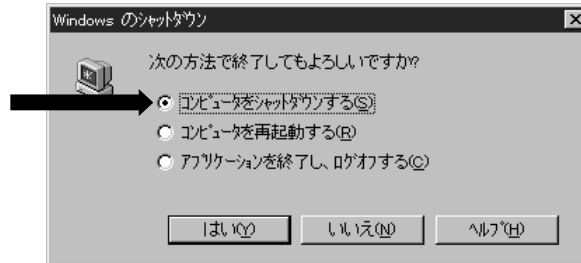 Windows のｼｬｯﾄﾀﾞｳﾝ
次の方法で終了してもよろしいですか?
ｺﾝﾋﾟｭｰﾀをｼｬｯﾄﾀﾞｳﾝする(S)
ｺﾝﾋﾟｭｰﾀを再起動する(R)
ｱﾌﾟﾘｹｰｼｮﾝを終了し、ﾛｸﾞｵﾌする(C)
はい(Y)
いいえ(N)
ﾍﾙﾌﾟ(H)